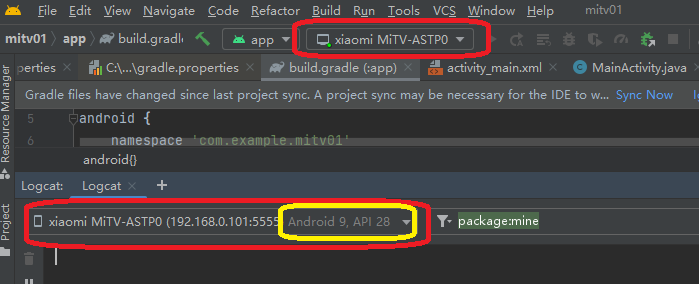 File Edit View Navigate Code Refactor Build Run Tools VCS Window Help mitv01
mitv01 app build.gradle app xiaomi MiTV-ASTP0
perties C:\...\gradle.properties build.gradle (:app) activity_main.xml MainActivity.java
Gradle files have changed since last project sync. A project sync may be necessary for the IDE to w... Sync Now
5 android {
6 namespace 'com.example.mitv01'
android{}
Resource Manager
Logcat: Logcat
xiaomi MiTV-ASTP0 (192.168.0.101:5555 Android 9, API 28 package:mine
Project